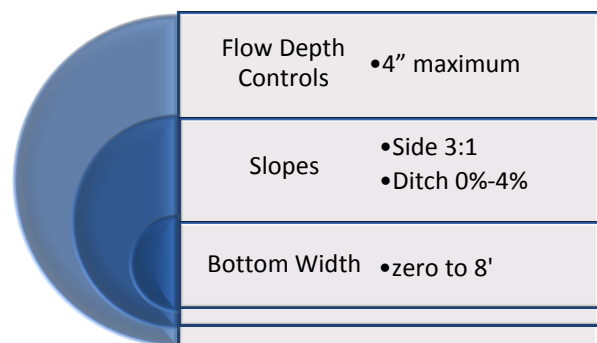 Flow Depth
Controls
•4” maximum
Slopes
•Side 3:1
•Ditch 0%-4%
Bottom Width
•zero to 8'